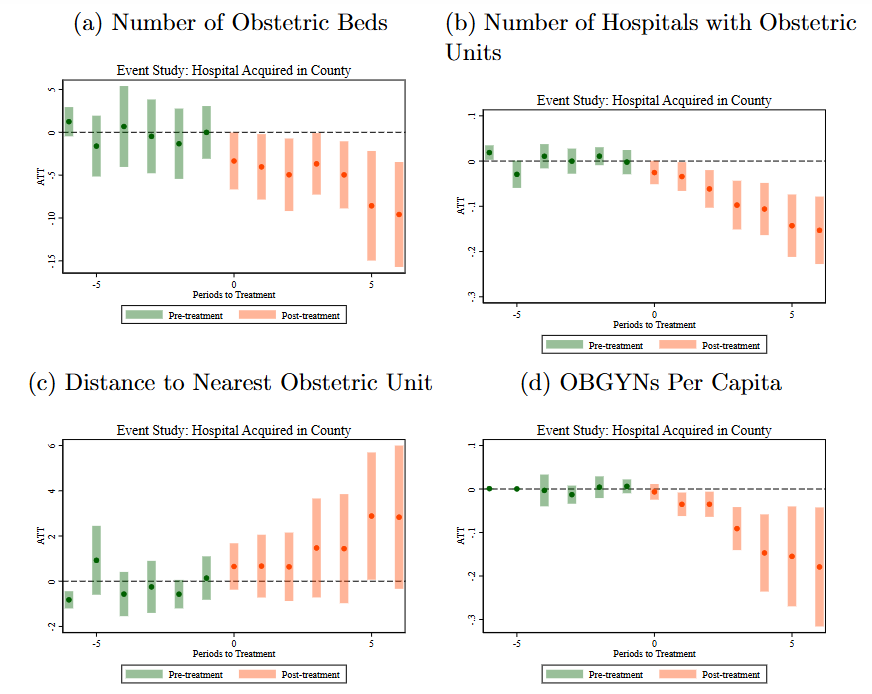 (a) Number of Obstetric Beds
Event Study: Hospital Acquired in County
ATT
5
0
-5
-10
-15
-5
0
5
Periods to Treatment
Pre-treatment
Post-treatment
(b) Number of Hospitals with Obstetric
Units
Event Study: Hospital Acquired in County
ATT
.1
0
-.1
-.2
-.3
-5
0
5
Periods to Treatment
Pre-treatment
Post-treatment
(c) Distance to Nearest Obstetric Unit
Event Study: Hospital Acquired in County
ATT
6
4
2
0
-2
-5
0
5
Periods to Treatment
Pre-treatment
Post-treatment
(d) OBGYNs Per Capita
Event Study: Hospital Acquired in County
ATT
.1
0
-.1
-.2
-.3
-5
0
5
Periods to Treatment
Pre-treatment
Post-treatment